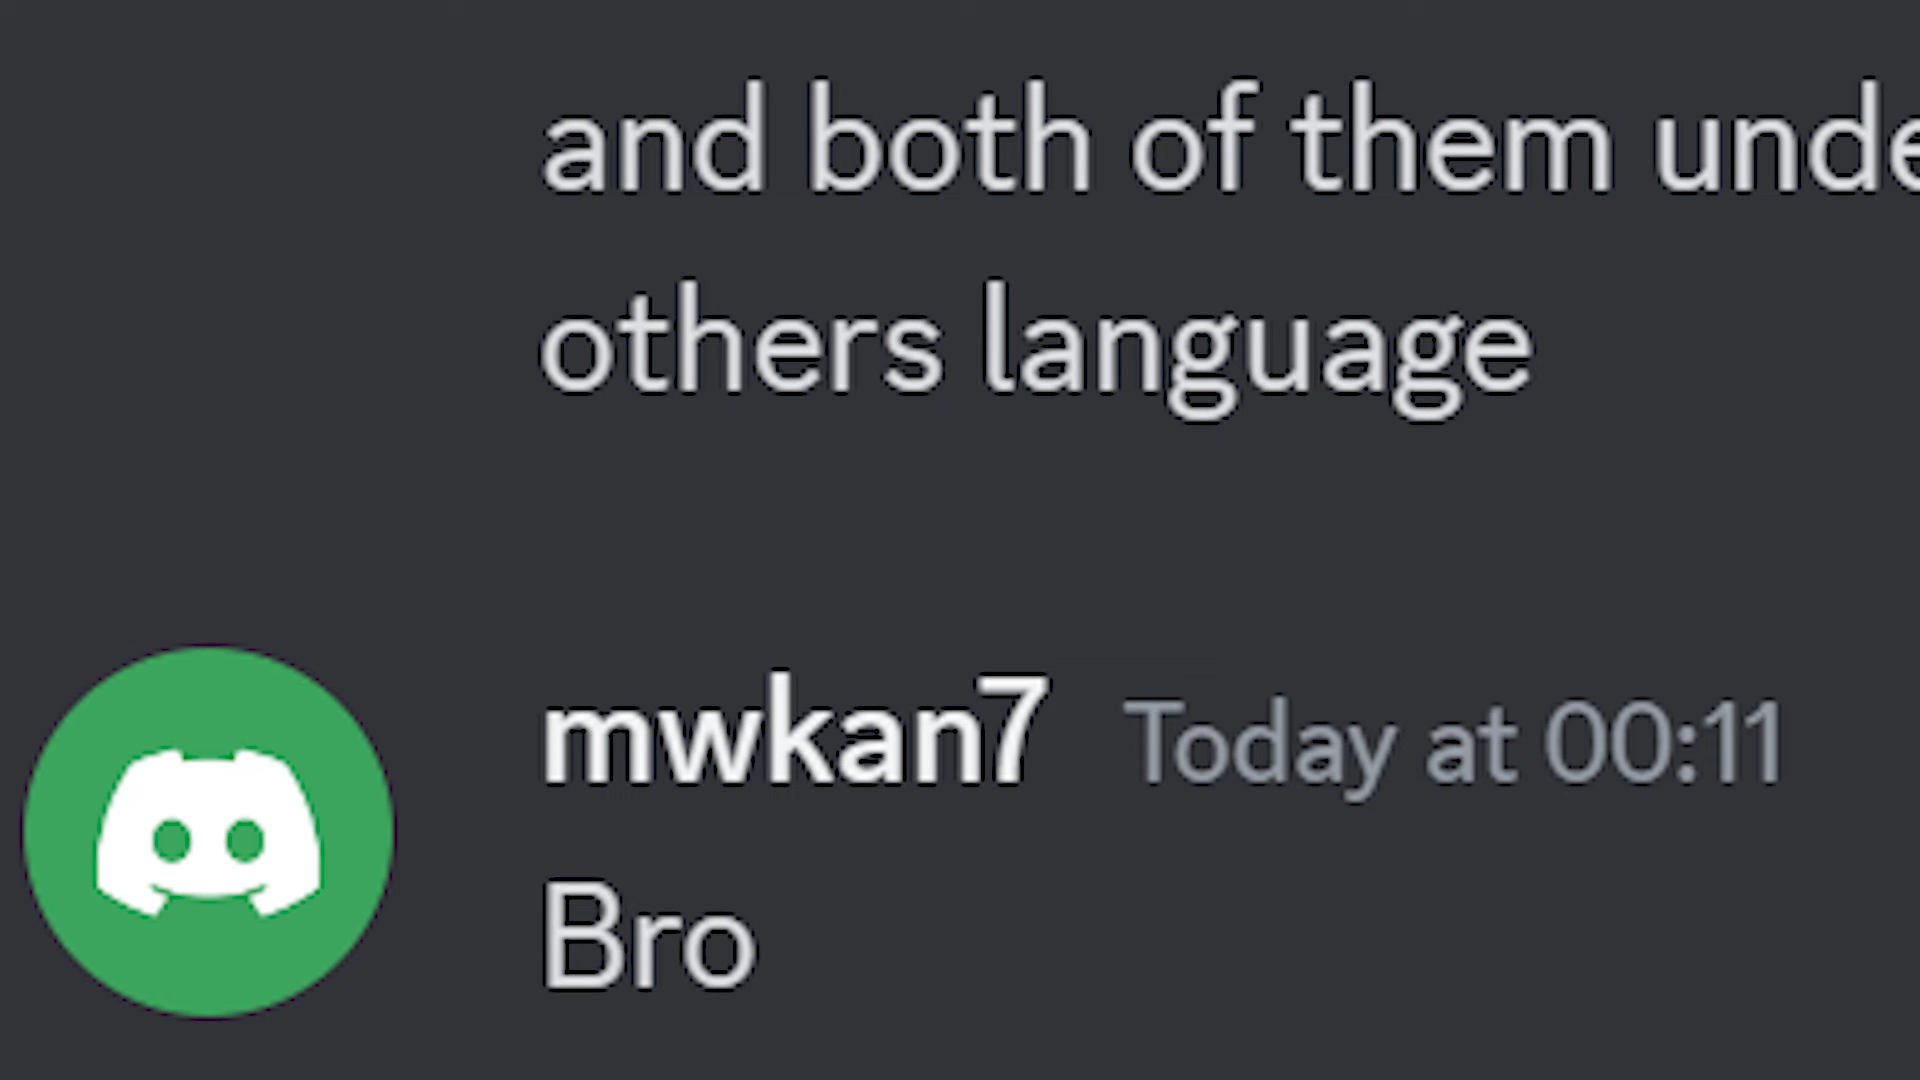 and both of them unde
others language
mwkan7 Today at 00:11
Bro